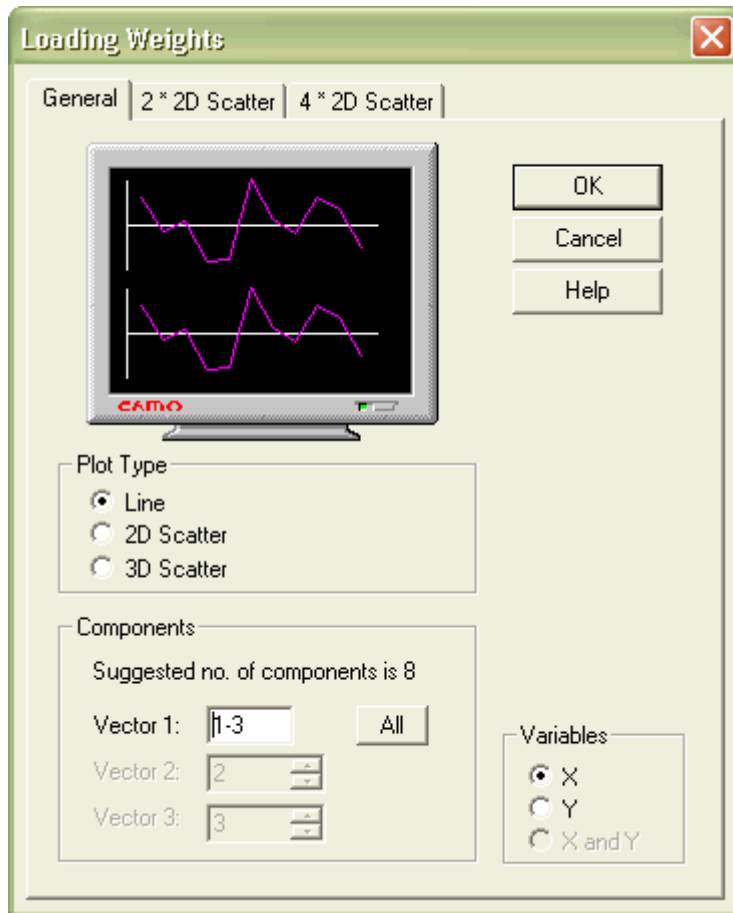 Loading Weights
General
2 * 2D Scatter
4 * 2D Scatter
OK
Cancel
Help
CAMO
Plot Type
Line
2D Scatter
3D Scatter
Components
Suggested no. of components is 8
Vector 1: 1-3 All
Vector 2: 2
Vector 3: 3
Variables
X
Y
X and Y